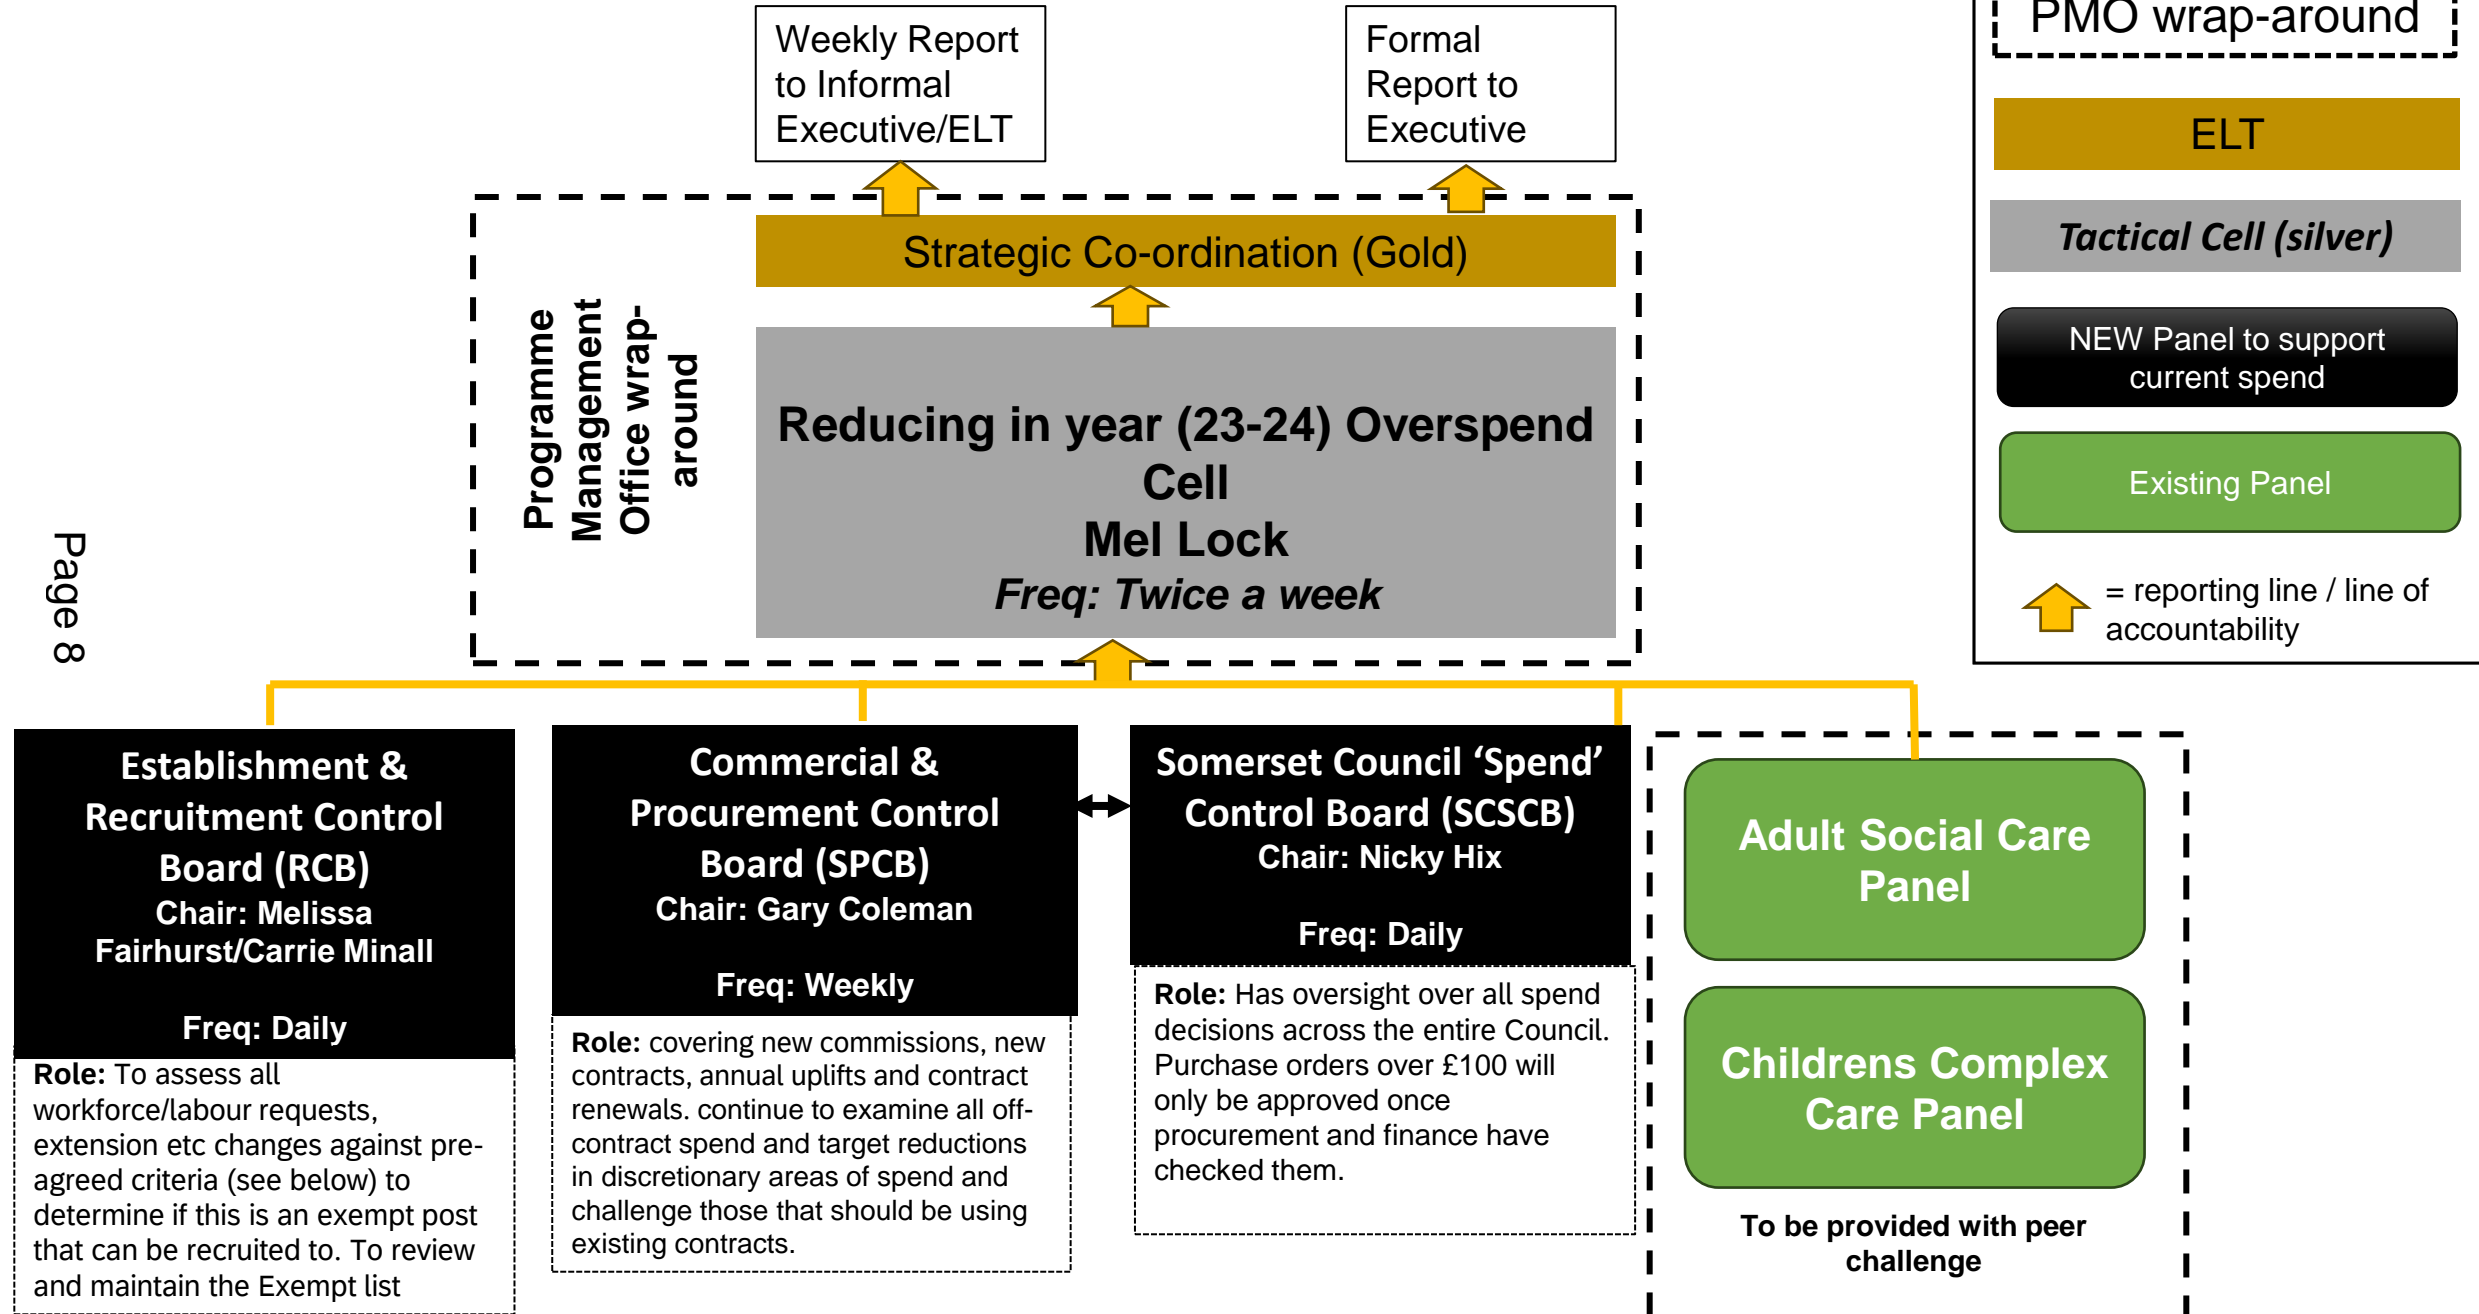 Weekly Report
to Informal
Executive/ELT
Formal
Report to
Executive
PMO wrap-around
ELT
Tactical Cell (silver)
NEW Panel to support
current spend
Existing Panel
= reporting line / line of
accountability
Strategic Co-ordination (Gold)
Programme
Management
Office wrap-
around
Reducing in year (23-24) Overspend
Cell
Mel Lock
Freq: Twice a week
Page 8
Establishment &
Recruitment Control
Board (RCB)
Chair: Melissa
Fairhurst/Carrie Minall
Freq: Daily
Role: To assess all
workforce/labour requests,
extension etc changes against pre-
agreed criteria (see below) to
determine if this is an exempt post
that can be recruited to. To review
and maintain the Exempt list
Commercial &
Procurement Control
Board (SPCB)
Chair: Gary Coleman
Freq: Weekly
Role: covering new commissions, new
contracts, annual uplifts and contract
renewals. continue to examine all off-
contract spend and target reductions
in discretionary areas of spend and
challenge those that should be using
existing contracts.
Somerset Council ‘Spend’
Control Board (SCSCB)
Chair: Nicky Hix
Freq: Daily
Role: Has oversight over all spend
decisions across the entire Council.
Purchase orders over £100 will
only be approved once
procurement and finance have
checked them.
Adult Social Care
Panel
Childrens Complex
Care Panel
To be provided with peer
challenge